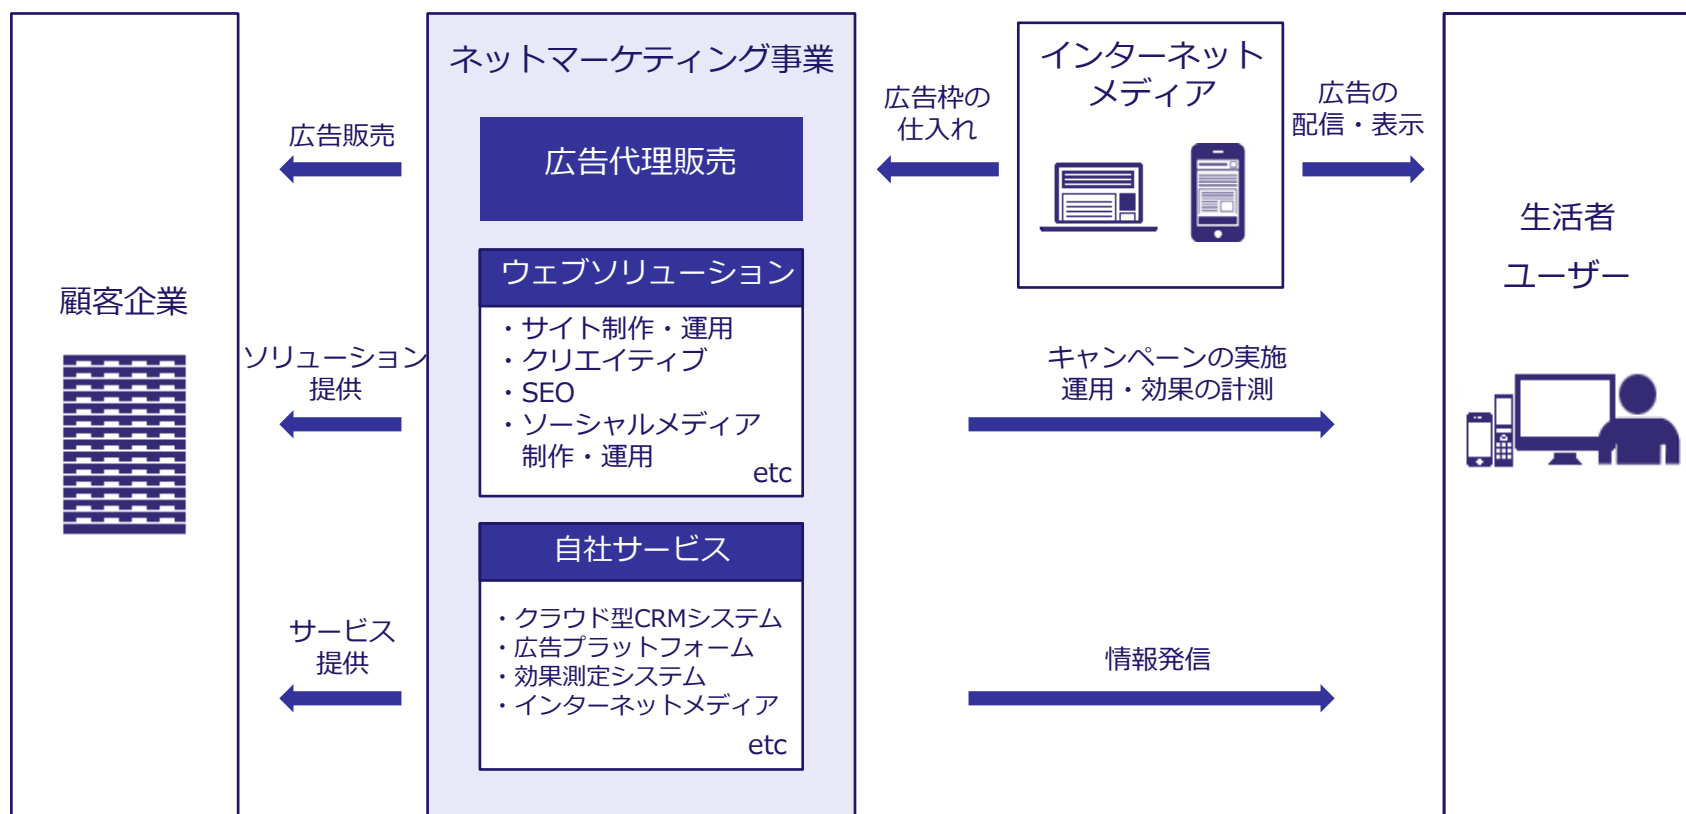 ネットマーケティング事業
インターネット
メディア
広告枠の
仕入れ
広告の
配信・表示
広告販売
広告代理販売
生活者
ユーザー
顧客企業
ウェブソリューション
・サイト制作・運用
・クリエイティブ
・SEO
・ソーシャルメディア
制作・運用
etc
ソリューション
提供
キャンペーンの実施
運用・効果の計測
自社サービス
・クラウド型CRMシステム
・広告プラットフォーム
・効果測定システム
・インターネットメディア
etc
サービス
提供
情報発信